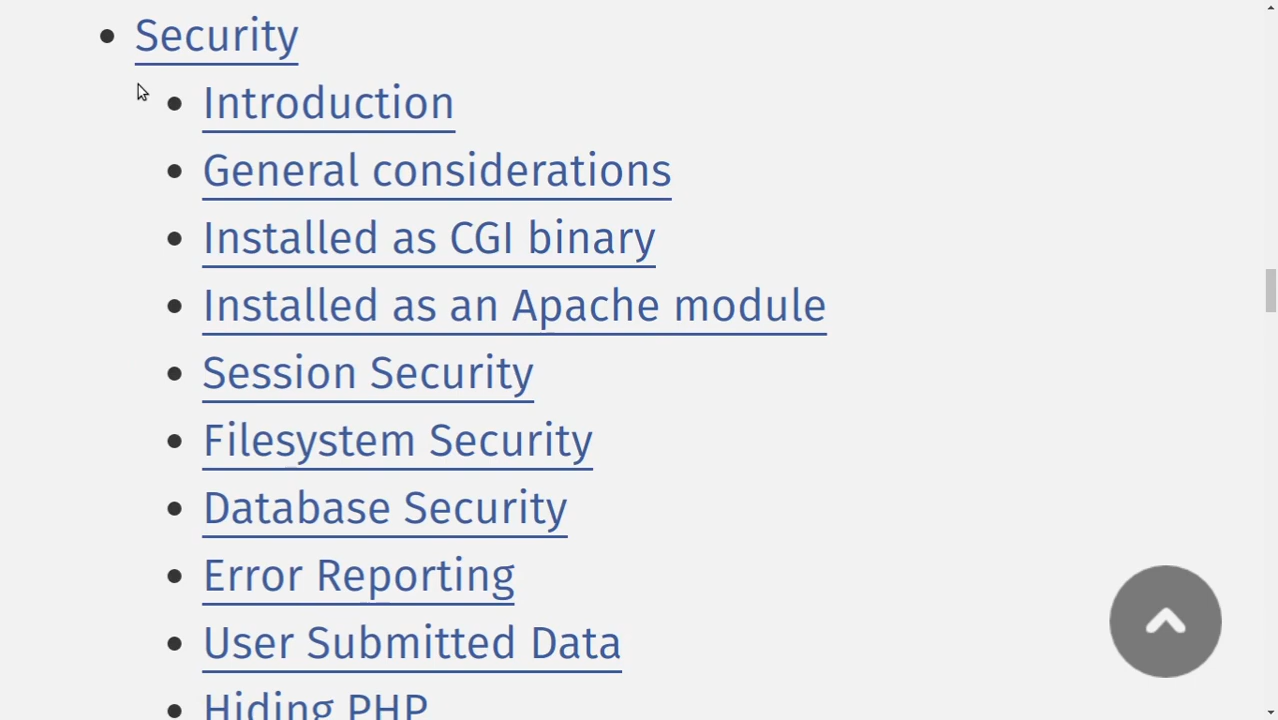 Security
Introduction
General considerations
Installed as CGI binary
Installed as an Apache module
Session Security
Filesystem Security
Database Security
Error Reporting
User Submitted Data
Hiding PHP